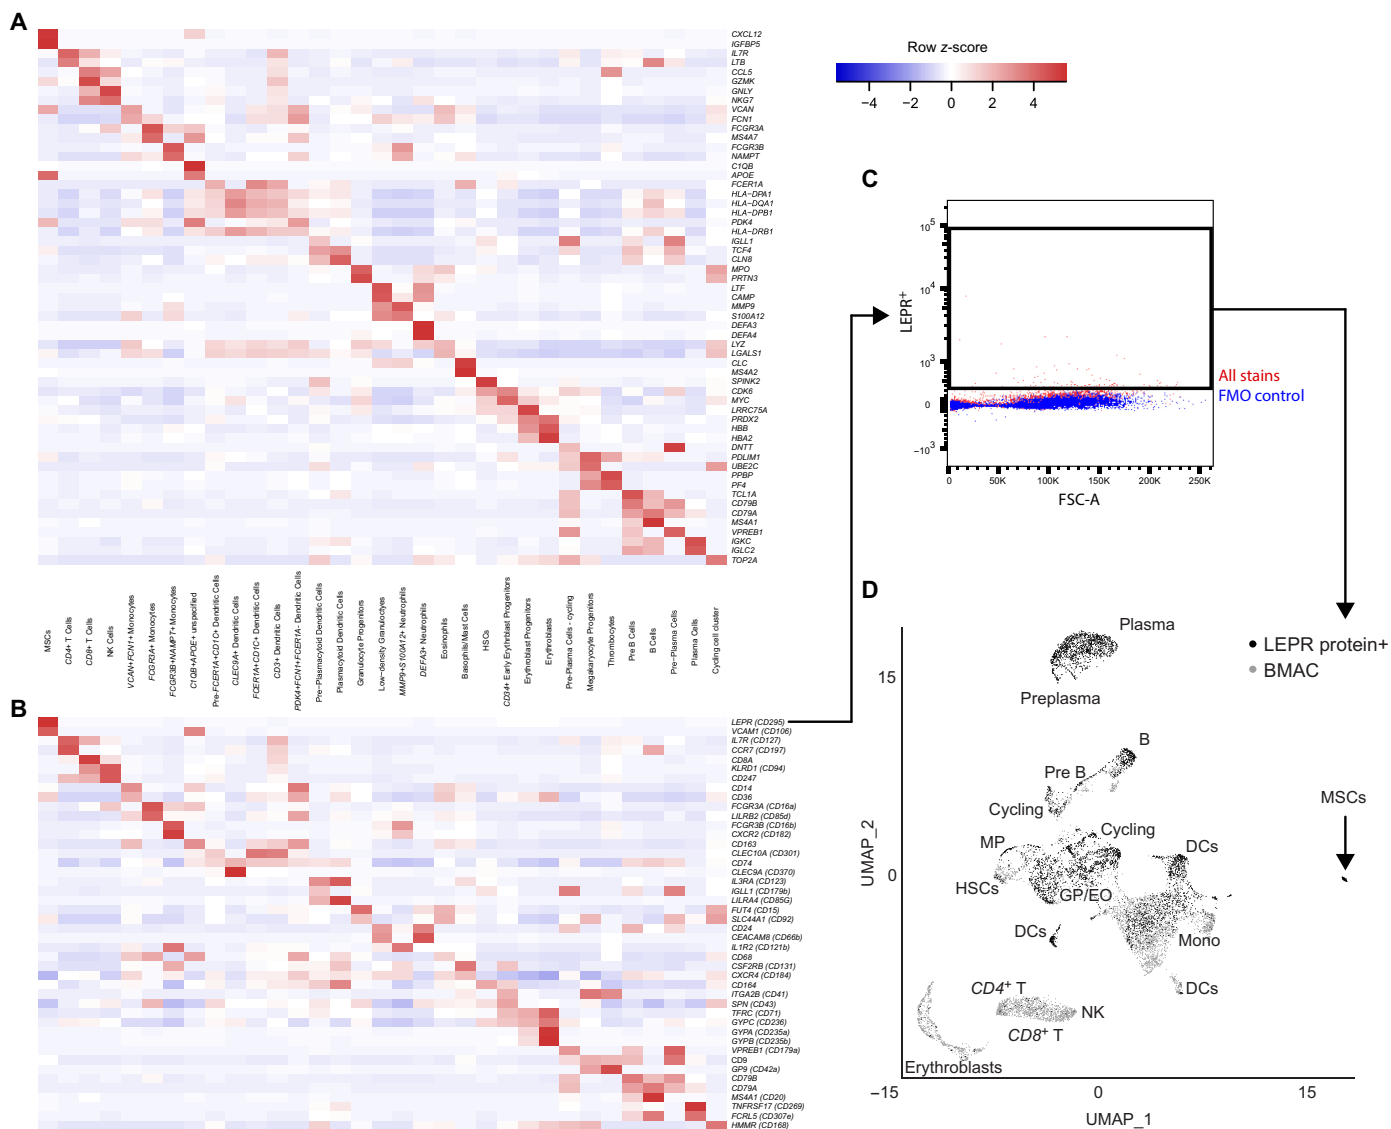 A
CXCL12
IGFBP5
IL7R
LTB
CCL5
GZMK
GNLY
NKG7
VCAN
FCN1
FCGR3A
MS4A7
FCGR3B
NAMPT
C1QB
APOE
FCER1A
HLA−DPA1
HLA−DQA1
HLA−DPB1
PDK4
HLA−DRB1
IGLL1
TCF4
CLN8
MPO
PRTN3
LTF
CAMP
MMP9
S100A12
DEFA3
DEFA4
LYZ
LGALS1
CLC
MS4A2
SPINK2
CDK6
MYC
LRRC75A
PRDX2
HBB
HBA2
DNTT
PDLIM1
UBE2C
PPBP
PF4
TCL1A
CD79B
CD79A
MS4A1
VPREB1
IGKC
IGLC2
TOP2A
MSCs
CD4+ T Cells
CD8+ T Cells
NK Cells
VCAN+FCN1+ Monocytes
FCGR3A+ Monocytes
FCGR3B+NAMPT+ Monocytes
C1QB+APOE+ unspecified
Pre-FCER1A+CD1C+ Dendritic Cells
CLEC9A+ Dendritic Cells
FCER1A+CD1C+ Dendritic Cells
CD3+ Dendritic Cells
PDK4+FCN1+FCER1A- Dendritic Cells
Pre−Plasmacytoid Dendritic Cells
Plasmacytoid Dendritic Cells
Granulocyte Progenitors
Low−density Granuloctyes
MMP9+S100A12+ Neutrophils
DEFA3+ Neutrophils
Eosinophils
Basophils/Mast Cells
HSCs
CD34+ Early Erythrblast Progenitors
Erythroblast Progenitors
Erythroblasts
Pre-Plasma Cells - cycling
Megakaryocyte Progenitors
Thrombocytes
Pre B Cells
B Cells
Pre−Plasma Cells
Plasma Cells
Cycling cell cluster
B
LEPR (CD295)
VCAM1 (CD106)
IL7R (CD127)
CCR7 (CD197)
CD8A
KLRD1 (CD94)
CD247
CD14
CD36
FCGR3A (CD16a)
LILRB2 (CD85d)
FCGR3B (CD16b)
CXCR2 (CD182)
CD163
CLEC10A (CD301)
CD74
CLEC9A (CD370)
IL3RA (CD123)
IGLL1 (CD179b)
LILRA4 (CD85G)
FUT4 (CD15)
SLC44A1 (CD92)
CD24
CEACAM8 (CD66b)
IL1R2 (CD121b)
CD68
CSF2RB (CD131)
CXCR4 (CD184)
CD164
ITGA2B (CD41)
SPN (CD43)
TFRC (CD71)
GYPC (CD236)
GYPA (CD235a)
GYPB (CD235b)
VPREB1 (CD179a)
CD9
GP9 (CD42a)
CD79B
CD79A
MS4A1 (CD20)
TNFRSF17 (CD269)
FCRL5 (CD307e)
HMMR (CD168)
Row z-score
−4 −2 0 2 4
C
LEPR+
10^5
10^4
10^3
0
−10^3
0 50K 100K 150K 200K 250K
FSC-A
All stains
FMO control
D
Plasma
Preplasma
LEPR protein+
BMAC
B
Pre B
Cycling
Cycling
MP
DCs
MSCs
HSCs
GP/EO
DCs
Mono
DCs
CD4+ T
NK
CD8+ T
Erythroblasts
UMAP_2
15
0
−15 0 15
UMAP_1